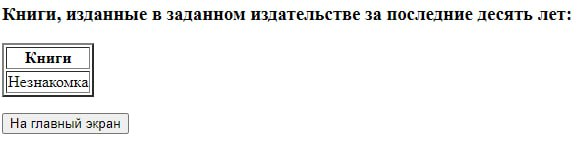 Книги, изданные в заданном издательстве за последние десять лет:
Книги
Незнакомка
На главный экран